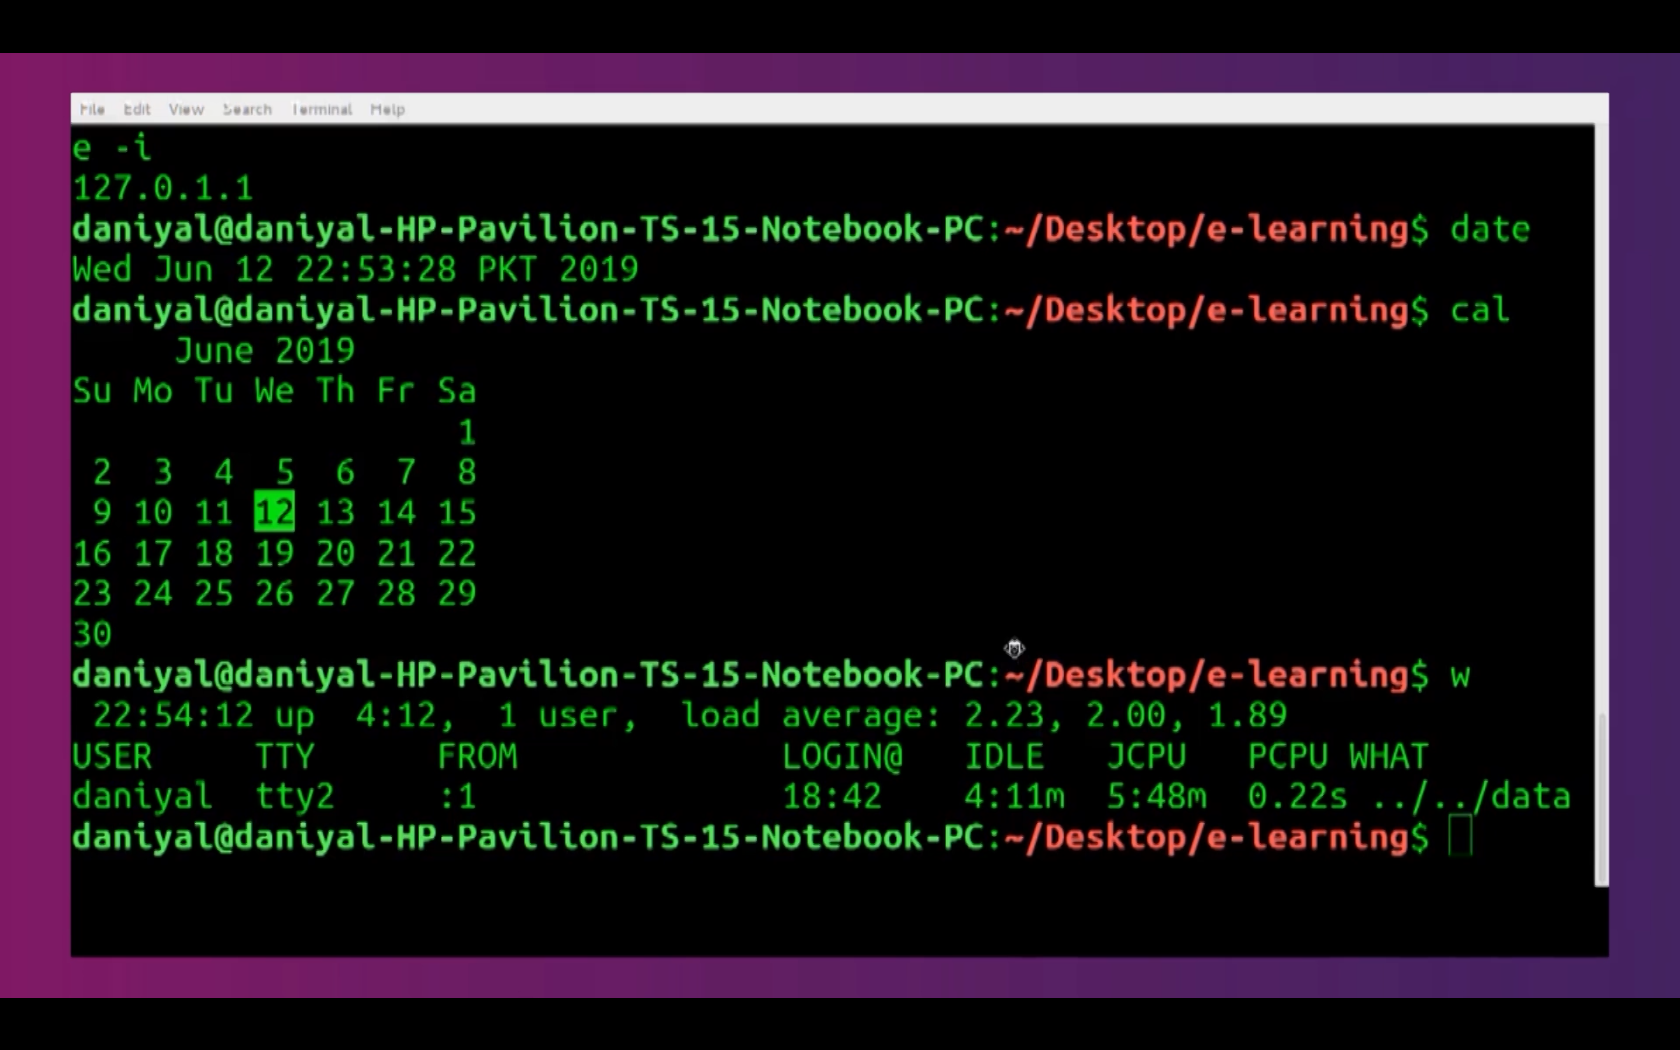 File Edit View Search Terminal Help
e -i
127.0.1.1
daniyal@daniyal-HP-Pavilion-TS-15-Notebook-PC:~/Desktop/e-learning$ date
Wed Jun 12 22:53:28 PKT 2019
daniyal@daniyal-HP-Pavilion-TS-15-Notebook-PC:~/Desktop/e-learning$ cal
     June 2019
Su Mo Tu We Th Fr Sa
                   1
 2  3  4  5  6  7  8
 9 10 11 12 13 14 15
16 17 18 19 20 21 22
23 24 25 26 27 28 29
30
daniyal@daniyal-HP-Pavilion-TS-15-Notebook-PC:~/Desktop/e-learning$ w
 22:54:12 up  4:12,  1 user,  load average: 2.23, 2.00, 1.89
USER     TTY      FROM             LOGIN@   IDLE   JCPU   PCPU WHAT
daniyal  tty2     :1               18:42    4:11m  5:48m  0.22s ../../data
daniyal@daniyal-HP-Pavilion-TS-15-Notebook-PC:~/Desktop/e-learning$